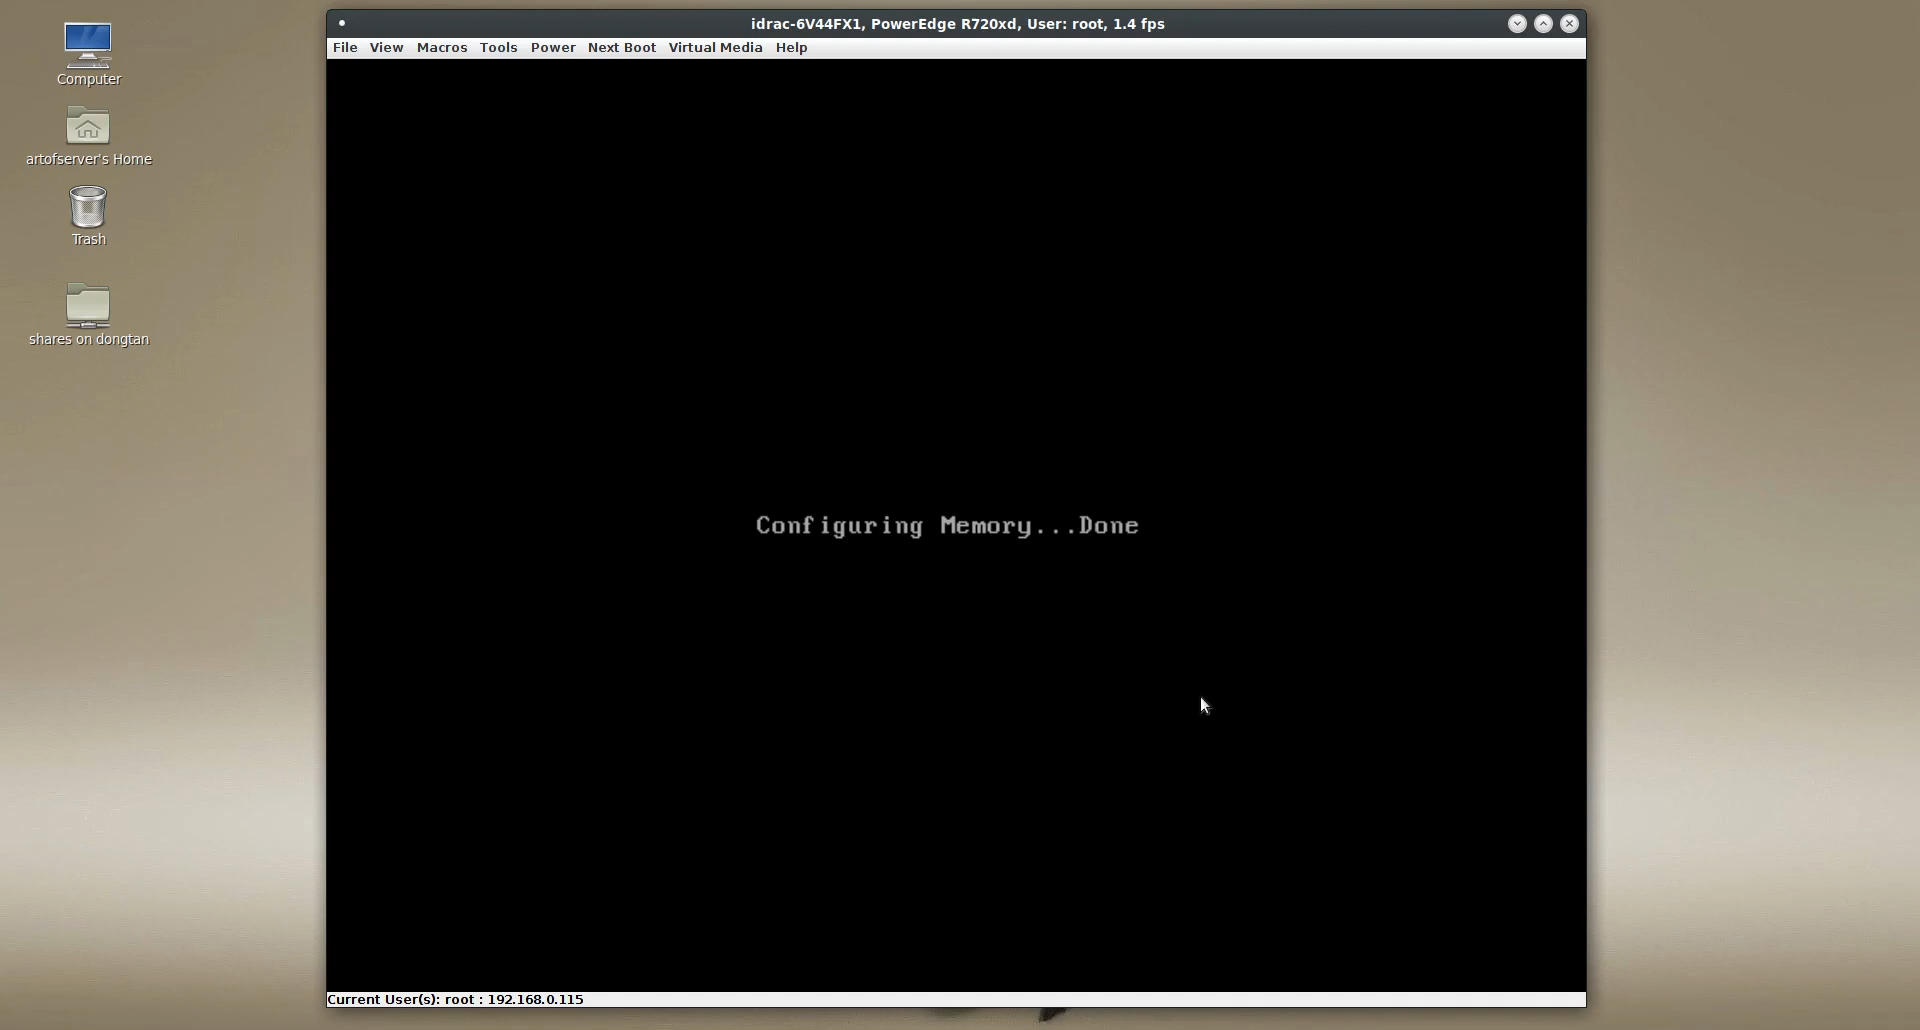 idrac-6V44FX1, PowerEdge R720xd, User: root, 1.4 fps
File View Macros Tools Power Next Boot Virtual Media Help
Computer
artofserver's Home
Trash
shares on dongtan
Configuring Memory...Done
Current User(s): root : 192.168.0.115